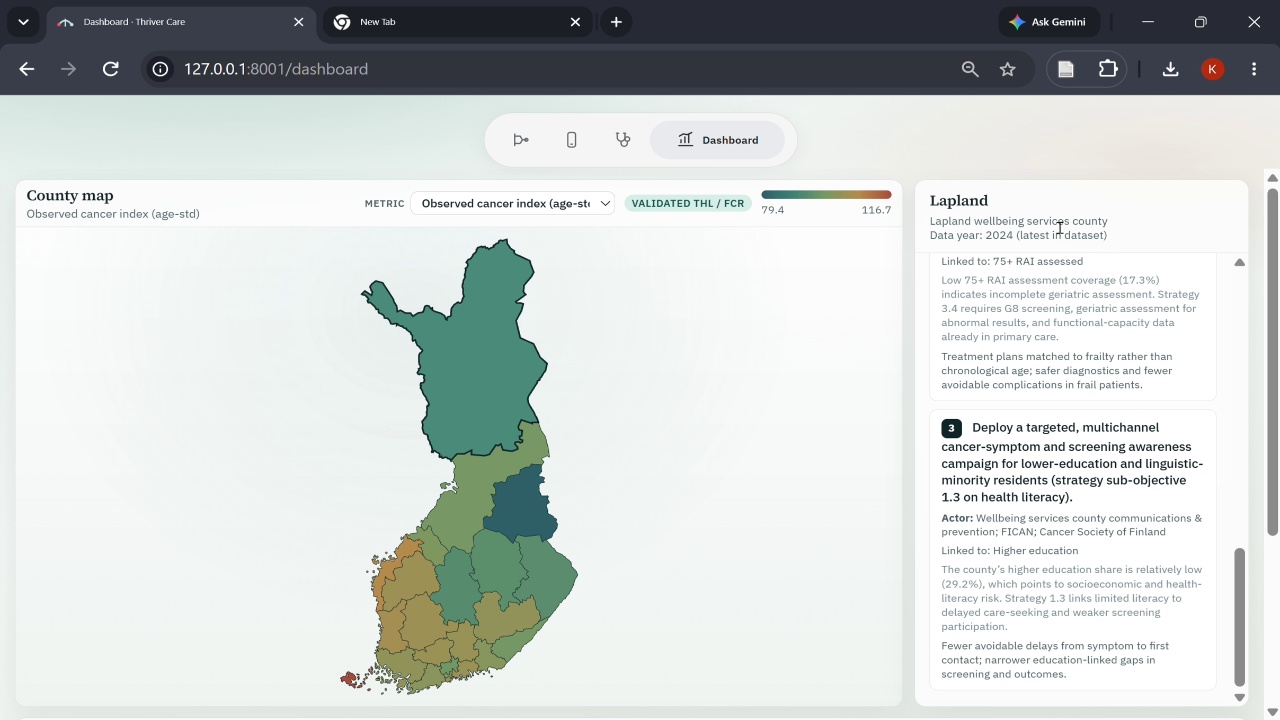 Dashboard · Thriver Care
New Tab
Ask Gemini
127.0.0.1:8001/dashboard
K
Dashboard
County map
Observed cancer index (age-std)
METRIC
Observed cancer index (age-st
VALIDATED THL / FCR
79.4
116.7
Lapland
Lapland wellbeing services county
Data year: 2024 (latest in dataset)
Linked to: 75+ RAI assessed
Low 75+ RAI assessment coverage (17.3%)
indicates incomplete geriatric assessment. Strategy
3.4 requires G8 screening, geriatric assessment for
abnormal results, and functional-capacity data
already in primary care.
Treatment plans matched to frailty rather than
chronological age; safer diagnostics and fewer
avoidable complications in frail patients.
3 Deploy a targeted, multichannel
cancer-symptom and screening awareness
campaign for lower-education and linguistic-
minority residents (strategy sub-objective
1.3 on health literacy).
Actor: Wellbeing services county communications &
prevention; FICAN; Cancer Society of Finland
Linked to: Higher education
The county’s higher education share is relatively low
(29.2%), which points to socioeconomic and health-
literacy risk. Strategy 1.3 links limited literacy to
delayed care-seeking and weaker screening
participation.
Fewer avoidable delays from symptom to first
contact; narrower education-linked gaps in
screening and outcomes.